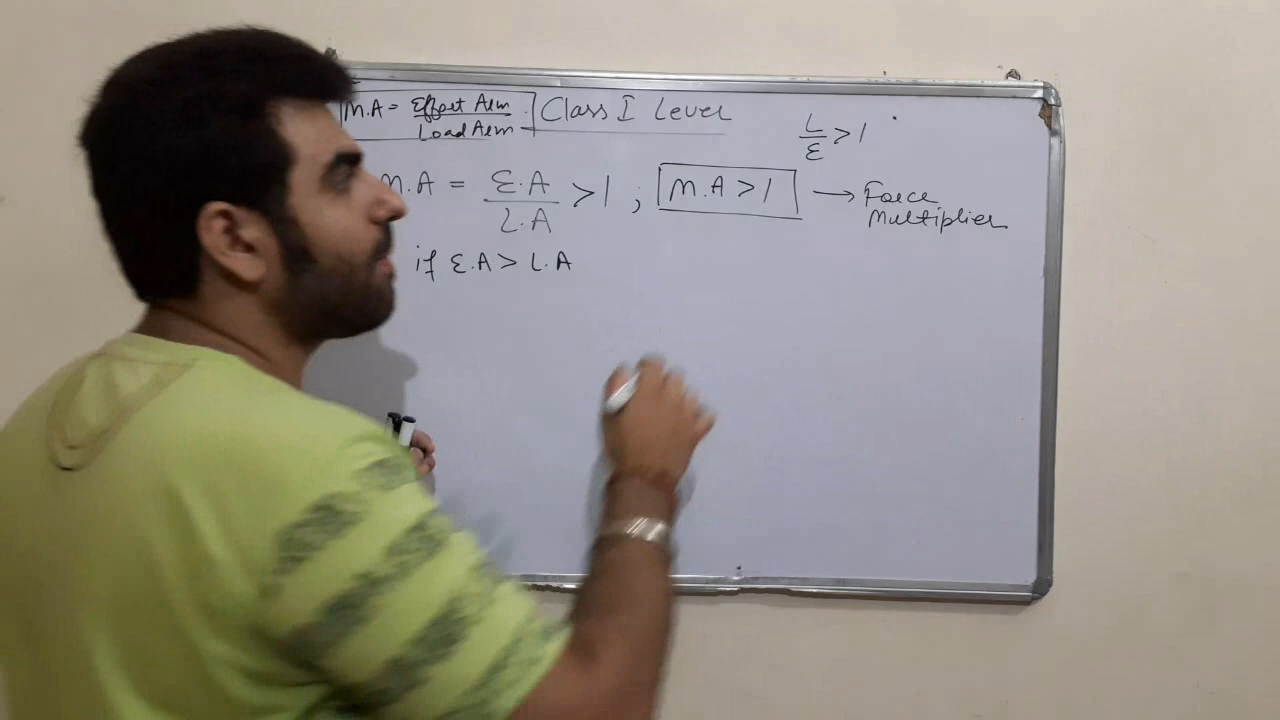 M.A = Effort Arm / Load Arm
Class I Lever
L/E > 1
M.A = E.A / L.A > 1 ; M.A > 1 → Force Multiplier
if E.A > L.A